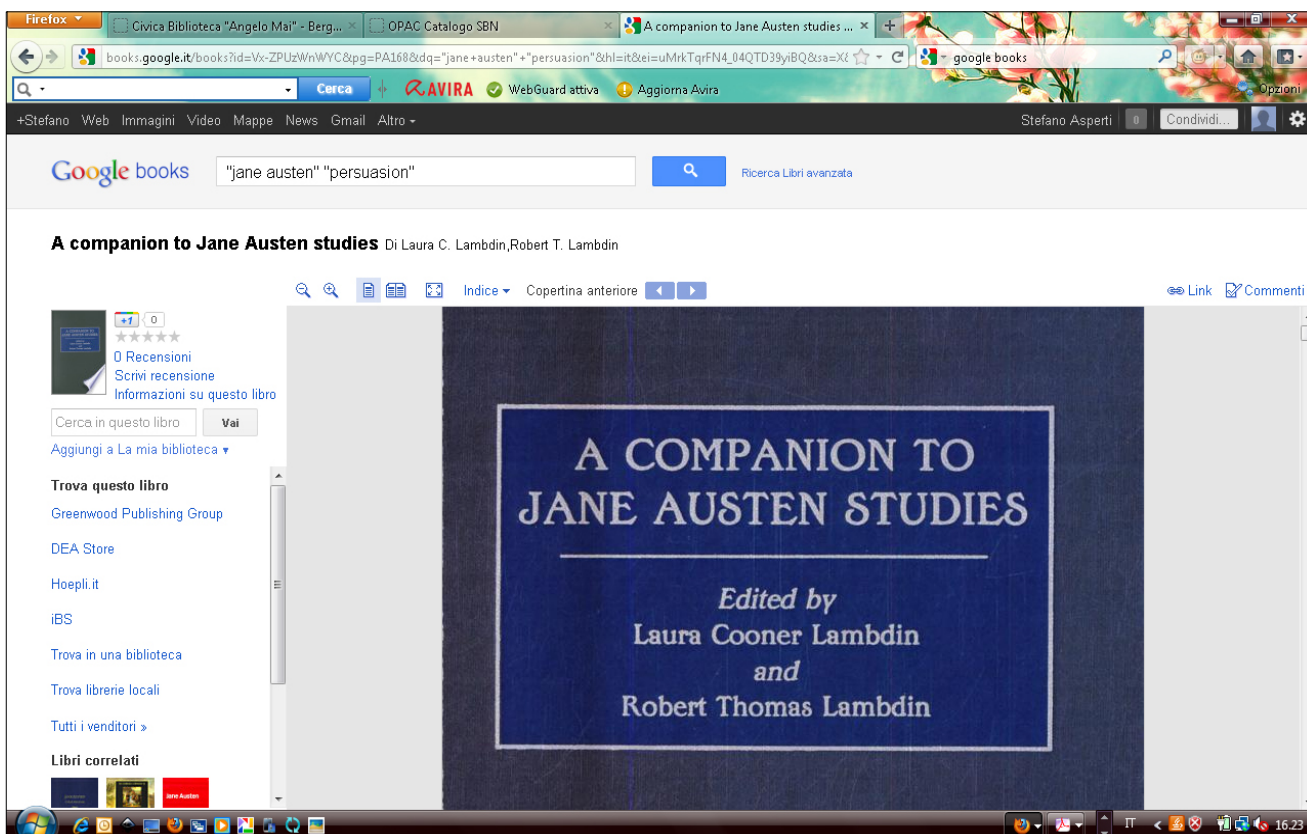 Firefox
Civica Biblioteca "Angelo Mai" - Berg...
OPAC Catalogo SBN
A companion to Jane Austen studies ...
books.google.it/books?id=Vx-ZPUzWnWYC&pg=PA168&dq="jane+austen"+"persuasion"&hl=it&ei=uMrkTqrFN4_04QTD39yiBQ&sa=X&
google books
Cerca
AVIRA WebGuard attiva Aggiorna Avira
Opzioni
+Stefano Web Immagini Video Mappe News Gmail Altro
Stefano Asperti 0 Condividi...
Google books
"jane austen" "persuasion"
Ricerca Libri avanzata
A companion to Jane Austen studies Di Laura C. Lambdin,Robert T. Lambdin
Indice Copertina anteriore
Link Commenti
+1 0
0 Recensioni
Scrivi recensione
Informazioni su questo libro
Cerca in questo libro Vai
Aggiungi a La mia biblioteca
Trova questo libro
Greenwood Publishing Group
DEA Store
Hoepli.it
iBS
Trova in una biblioteca
Trova librerie locali
Tutti i venditori »
Libri correlati
Jane Austen
A COMPANION TO
JANE AUSTEN STUDIES
Edited by
Laura Cooner Lambdin
and
Robert Thomas Lambdin
IT
16.23